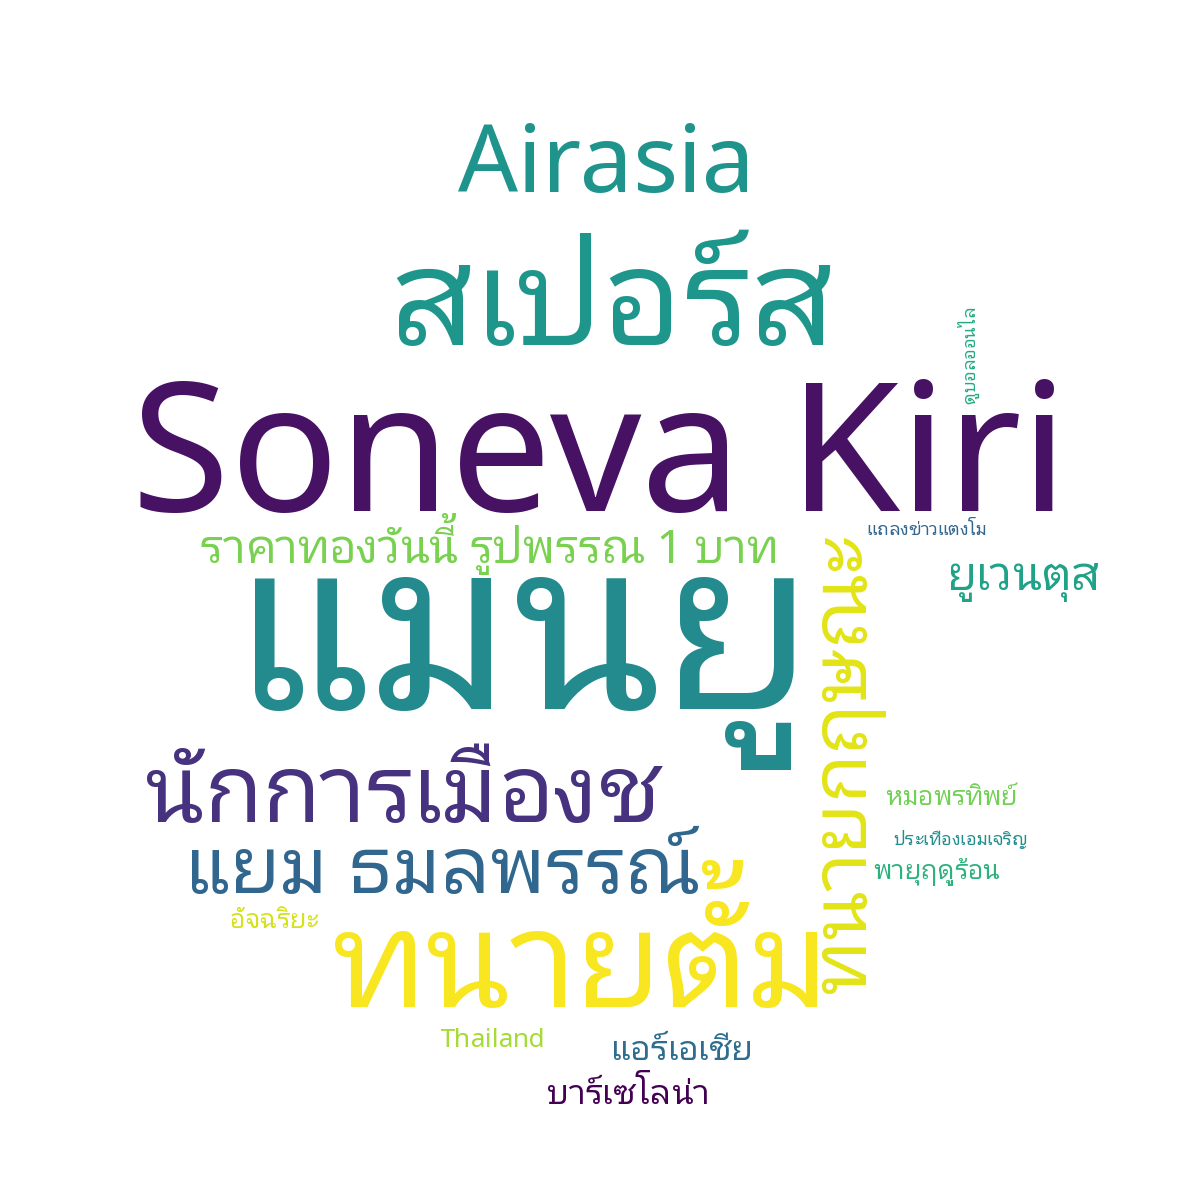 Airasia
สเปอร์ส
ดูบอลออนไล
Soneva Kiri
แถลงข่าวแตงโม
ราคาทองวันนี้ รูปพรรณ 1 บาท
ยูเวนตุส
แมนยู
ทนายกฤษณะ
นักการเมืองช
หมอพรทิพย์
ประเทืองเอมเจริญ
แยม ธมลพรรณ์
พายุฤดูร้อน
อัจฉริยะ
ทนายตั้ม
Thailand
แอร์เอเชีย
บาร์เซโลน่า